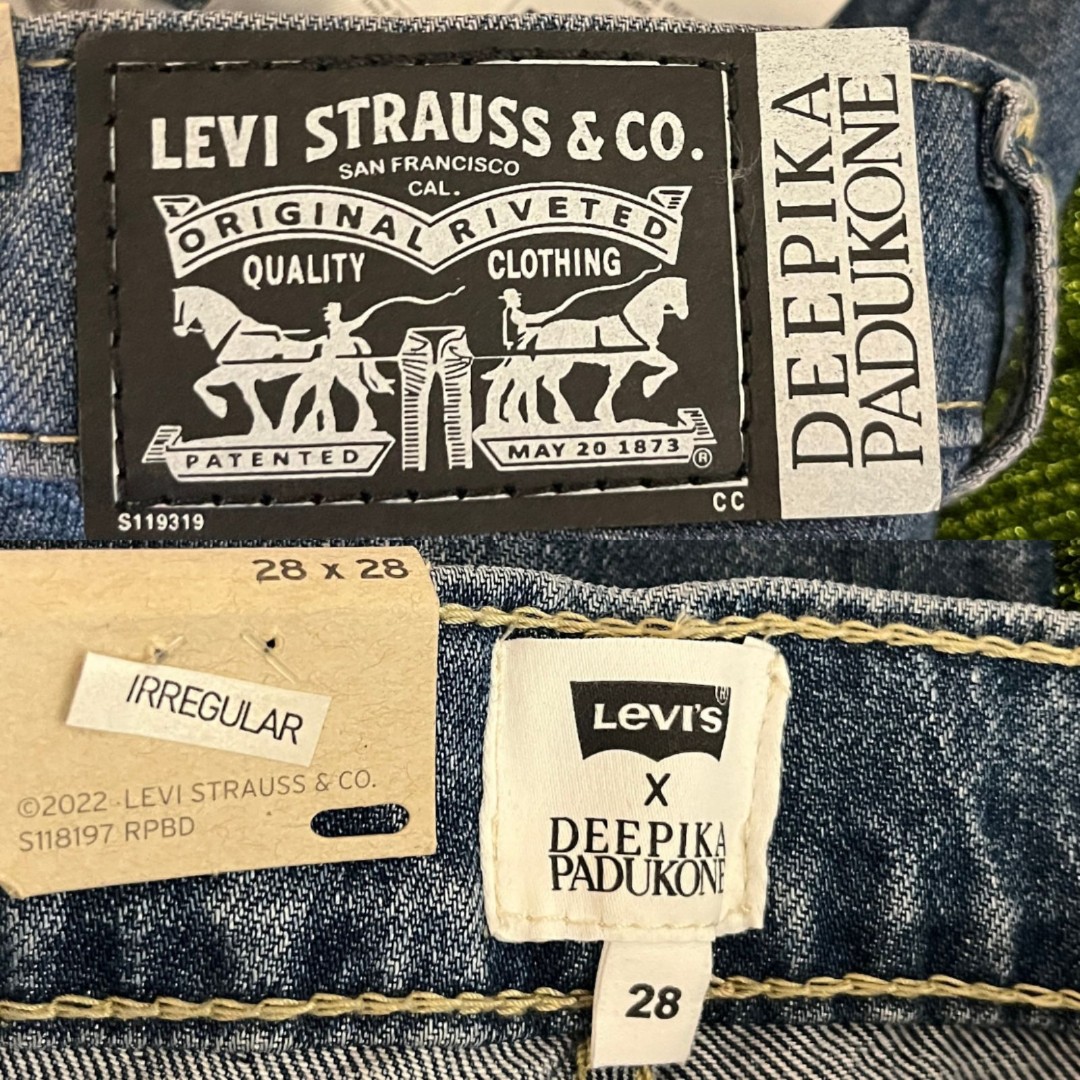 LEVI STRAUSS & CO.
SAN FRANCISCO
CAL.
ORIGINAL RIVETED
QUALITY CLOTHING
PATENTED MAY 20 1873 ®
CC
S119319
DEEPIKA
PADUKONE
28 x 28
IRREGULAR
©2022 LEVI STRAUSS & CO.
S118197 RPBD
LEVI'S ®
X
DEEPIKA
PADUKONE
28